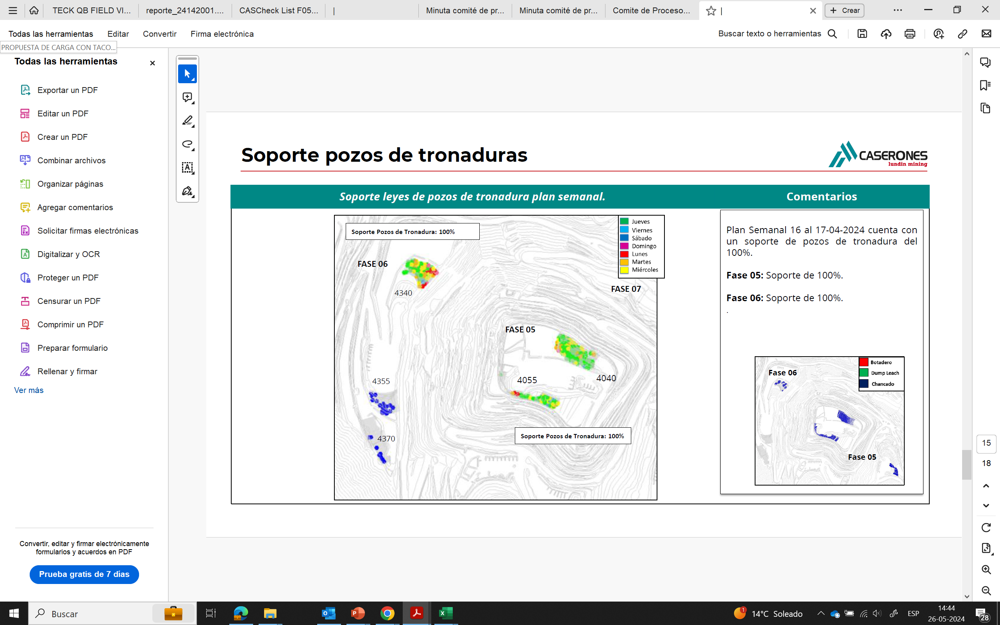 TECK QB FIELD VI...
reporte_24142001....
CASCheck List F05...
|
Minuta comité de pr...
Minuta comité de pr...
Comite de Proceso...
|
Crear
Todas las herramientas
Editar
Convertir
Firma electrónica
Buscar texto o herramientas
PROPUESTA DE CARGA CON TACO...
Todas las herramientas
Exportar un PDF
Editar un PDF
Crear un PDF
Combinar archivos
Organizar páginas
Agregar comentarios
Solicitar firmas electrónicas
Digitalizar y OCR
Proteger un PDF
Censurar un PDF
Comprimir un PDF
Preparar formulario
Rellenar y firmar
Ver más
Convertir, editar y firmar electrónicamente
formularios y acuerdos en PDF
Prueba gratis de 7 días
Soporte pozos de tronaduras
CASERONES
lundin mining
Soporte leyes de pozos de tronadura plan semanal.
Comentarios
Soporte Pozos de Tronadura: 100%
Jueves
Viernes
Sábado
Domingo
Lunes
Martes
Miércoles
FASE 06
4340
FASE 07
FASE 05
4355
4055
4040
4370
Soporte Pozos de Tronadura: 100%
Plan Semanal 16 al 17-04-2024 cuenta con
un soporte de pozos de tronadura del
100%.
Fase 05: Soporte de 100%.
Fase 06: Soporte de 100%.
.
Botadero
Dump Leach
Chancado
Fase 06
Fase 05
15
18
Buscar
1
14°C Soleado
ESP
14:44
26-05-2024
28